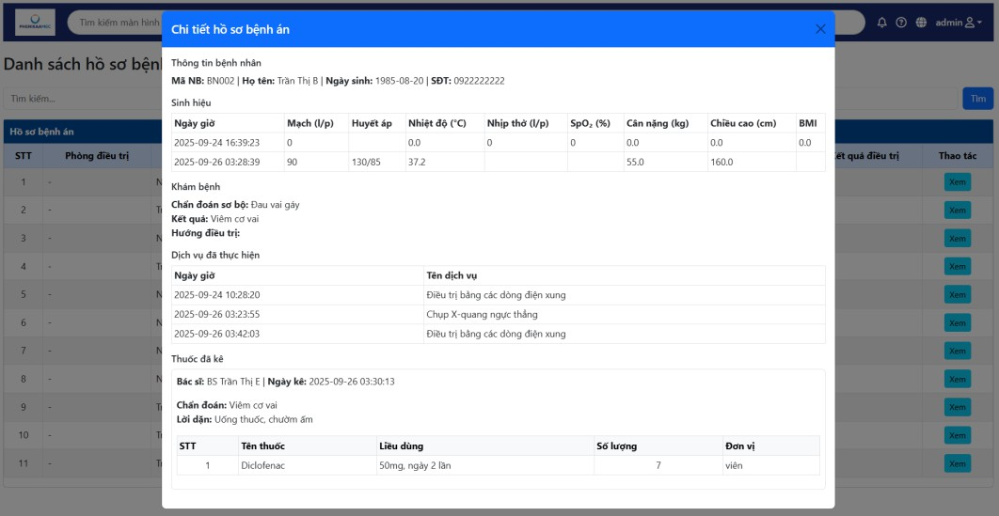 PHENIKAAMEC
Tìm kiếm màn hình
admin
Danh sách hồ sơ bệnh
Tìm kiếm...
Tìm
Hồ sơ bệnh án
STT Phòng điều trị Kết quả điều trị Thao tác
1 - Xem
2 - Xem
3 - Xem
4 - Xem
5 - Xem
6 - Xem
7 - Xem
8 - Xem
9 - Xem
10 - Xem
11 - Xem
Chi tiết hồ sơ bệnh án
Thông tin bệnh nhân
Mã NB: BN002 | Họ tên: Trần Thị B | Ngày sinh: 1985-08-20 | SĐT: 0922222222
Sinh hiệu
Ngày giờ Mạch (l/p) Huyết áp Nhiệt độ (°C) Nhịp thở (l/p) SpO₂ (%) Cân nặng (kg) Chiều cao (cm) BMI
2025-09-24 16:39:23 0 0.0 0 0 0.0 0.0 0.0
2025-09-26 03:28:39 90 130/85 37.2 55.0 160.0
Khám bệnh
Chẩn đoán sơ bộ: Đau vai gáy
Kết quả: Viêm cơ vai
Hướng điều trị:
Dịch vụ đã thực hiện
Ngày giờ Tên dịch vụ
2025-09-24 10:28:20 Điều trị bằng các dòng điện xung
2025-09-26 03:23:55 Chụp X-quang ngực thẳng
2025-09-26 03:42:03 Điều trị bằng các dòng điện xung
Thuốc đã kê
Bác sĩ: BS Trần Thị E | Ngày kê: 2025-09-26 03:30:13
Chẩn đoán: Viêm cơ vai
Lời dặn: Uống thuốc, chườm ấm
STT Tên thuốc Liều dùng Số lượng Đơn vị
1 Diclofenac 50mg, ngày 2 lần 7 viên